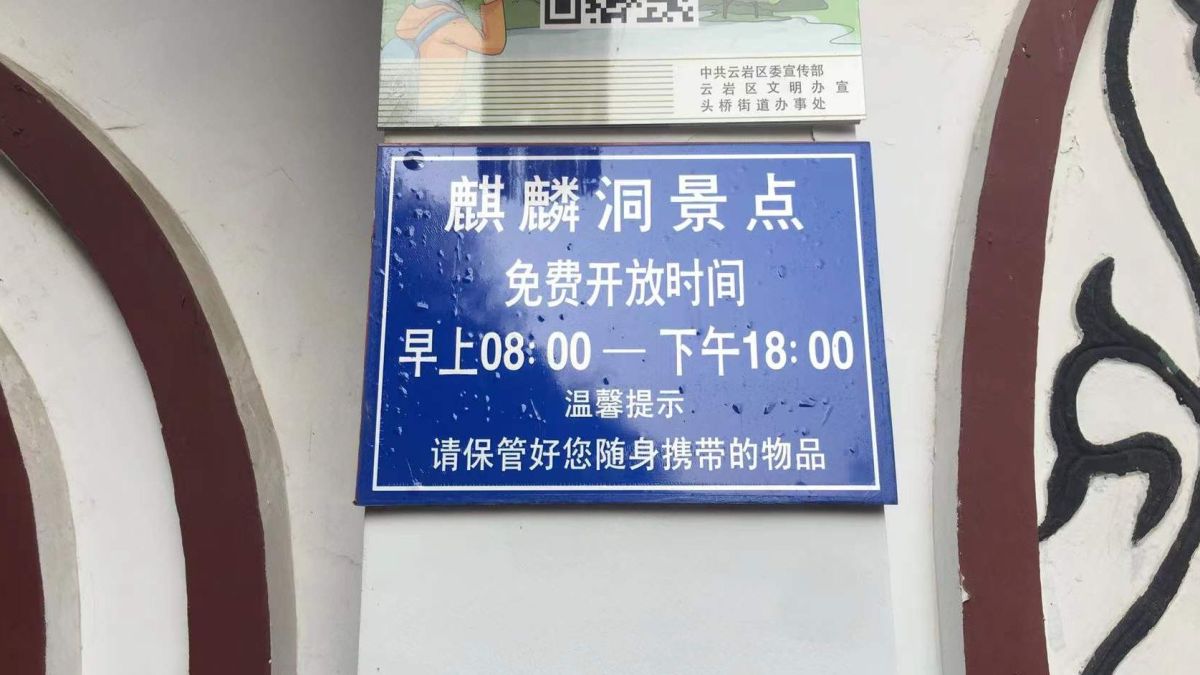 中共云岩区委宣传部
云岩区文明办宣
头桥街道办事处
麒麟洞景点
免费开放时间
早上08:00—下午18:00
温馨提示
请保管好您随身携带的物品